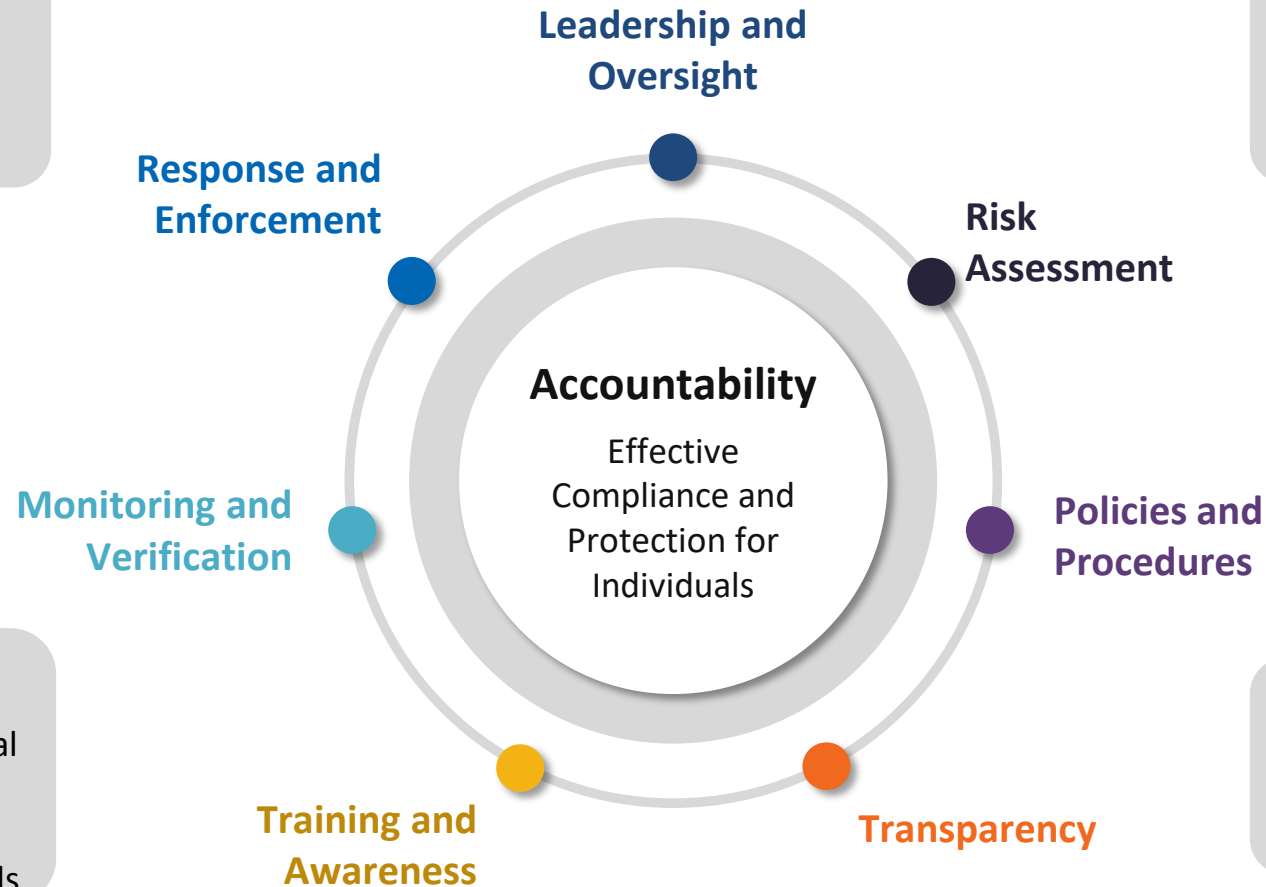 Leadership and
Oversight
Response and
Enforcement
Risk
Assessment
Accountability
Effective
Compliance and
Protection for
Individuals
Monitoring and
Verification
Policies and
Procedures
Training and
Awareness
Transparency